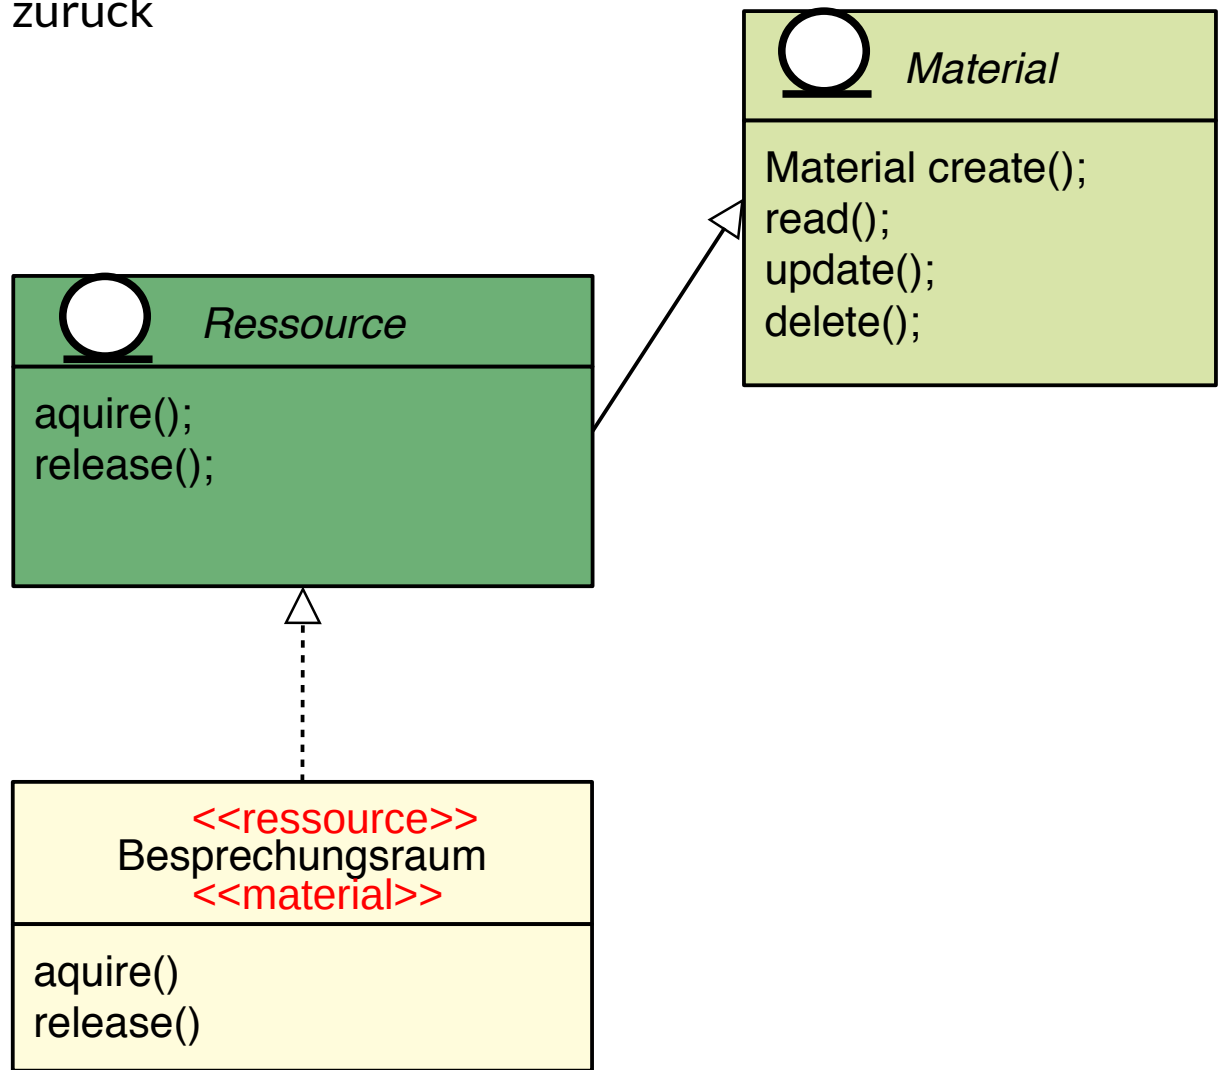 zurück
Material
Material create();
read();
update();
delete();
Ressource
aquire();
release();
<<ressource>>
Besprechungsraum
<<material>>
aquire()
release()